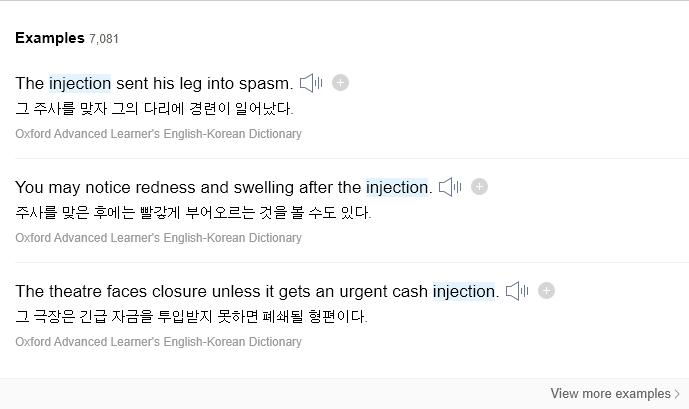 Examples 7,081
The injection sent his leg into spasm.
그 주사를 맞자 그의 다리에 경련이 일어났다.
Oxford Advanced Learner's English-Korean Dictionary
You may notice redness and swelling after the injection.
주사를 맞은 후에는 빨갛게 부어오르는 것을 볼 수도 있다.
Oxford Advanced Learner's English-Korean Dictionary
The theatre faces closure unless it gets an urgent cash injection.
그 극장은 긴급 자금을 투입받지 못하면 폐쇄될 형편이다.
Oxford Advanced Learner's English-Korean Dictionary
View more examples